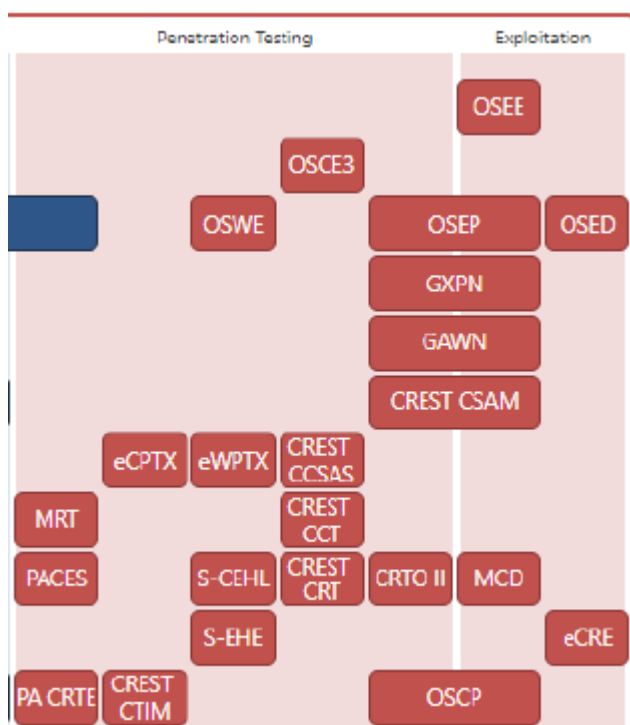 Penetration Testing
Exploitation
OSEE
OSCE3
OSWE
OSEP
OSED
GXPN
GAWN
CREST CSAM
eCPTX
eWPTX
CREST
CCSAS
MRT
CREST
CCT
PACES
S-CEHL
CREST
CRT
CRTO II
MCD
S-EHE
eCRE
PA CRTE
CREST
CTIM
OSCP